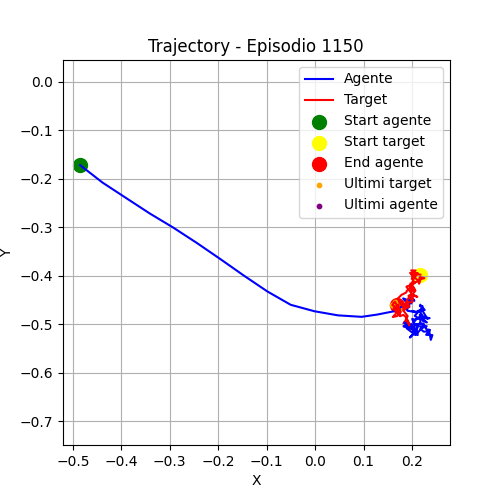 Trajectory - Episodio 1150
Agente
Target
Start agente
Start target
End agente
Ultimi target
Ultimi agente
Y
0.0
−0.1
−0.2
−0.3
−0.4
−0.5
−0.6
−0.7
−0.5 −0.4 −0.3 −0.2 −0.1 0.0 0.1 0.2
X